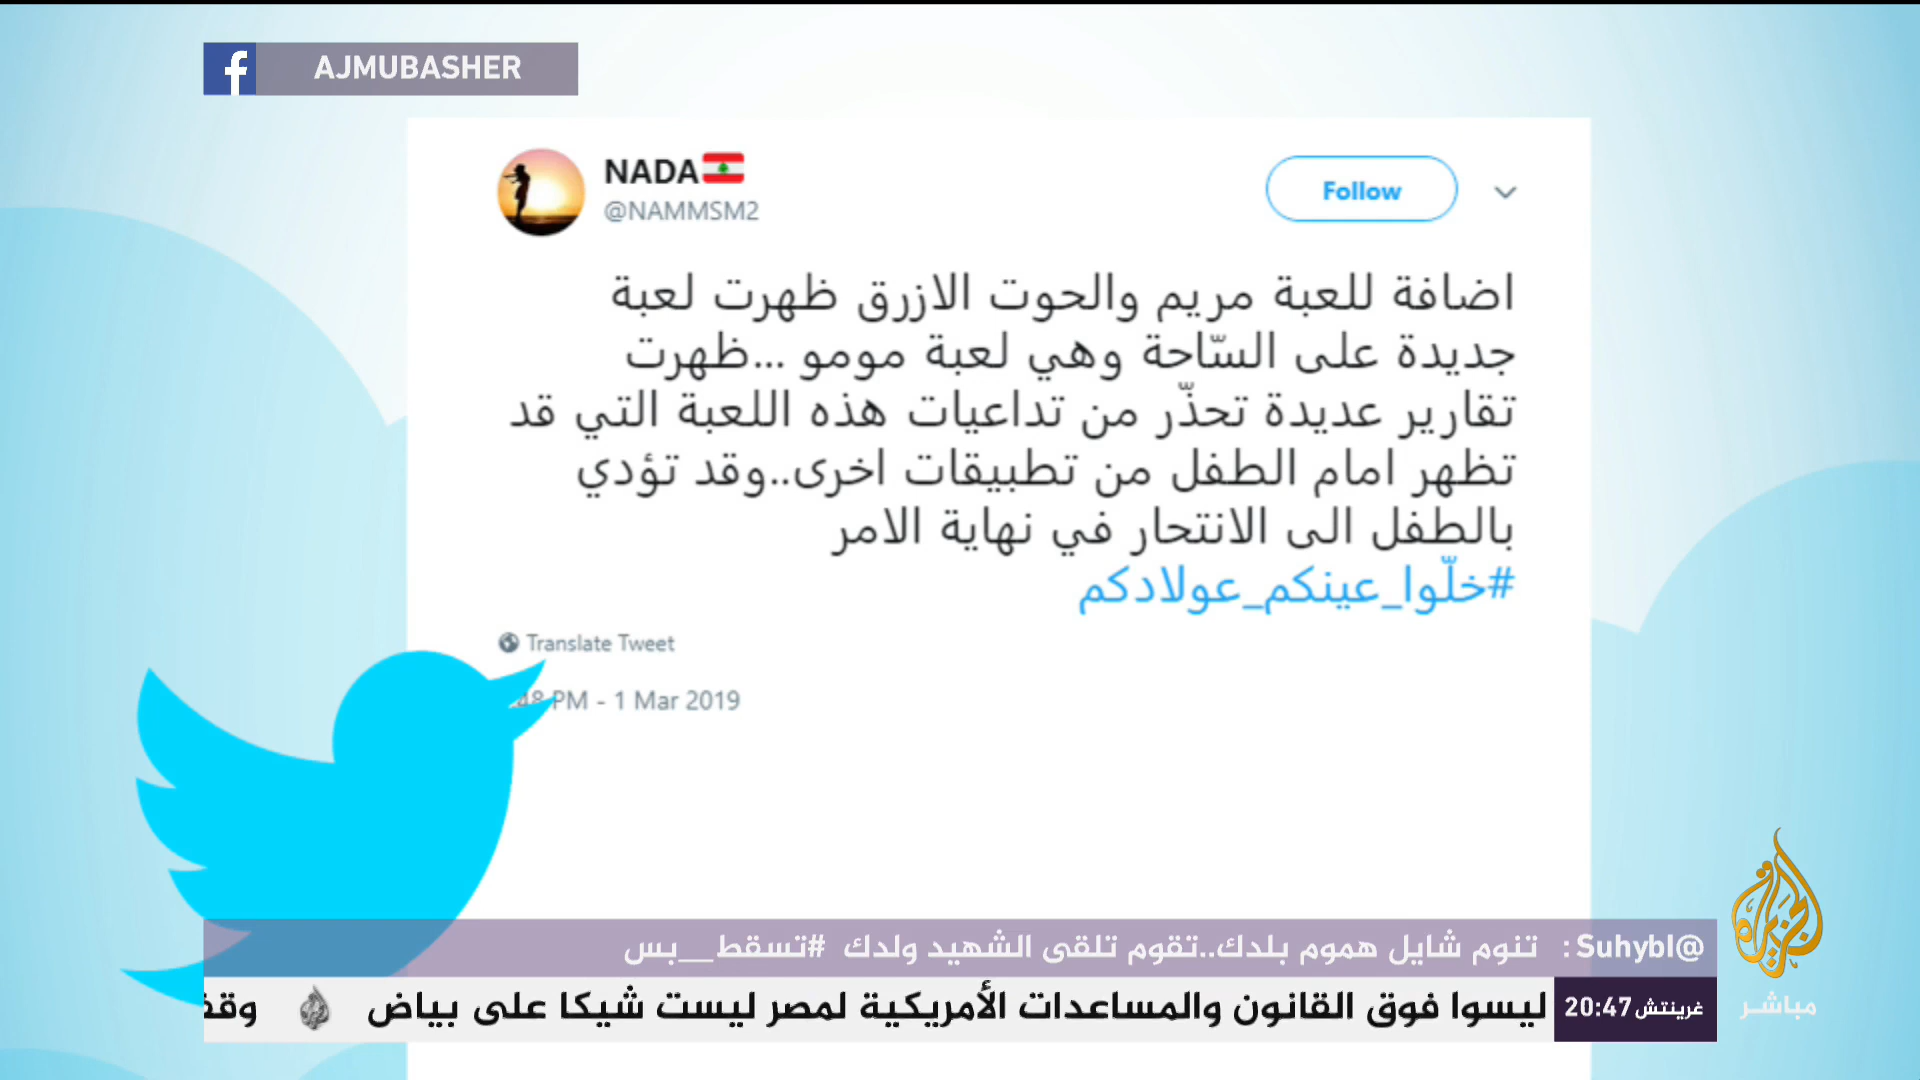 AJMUBASHER
NADA
@NAMMSM2
Follow
اضافة للعبة مريم والحوت الازرق ظهرت لعبة
جديدة على السّاحة وهي لعبة مومو ...ظهرت
تقارير عديدة تحذّر من تداعيات هذه اللعبة التي قد
تظهر امام الطفل من تطبيقات اخرى..وقد تؤدي
بالطفل الى الانتحار في نهاية الامر
#خلّوا_عينكم_عولادكم
Translate Tweet
:48 PM - 1 Mar 2019
@Suhybl :  تنوم شايل هموم بلدك..تقوم تلقى الشهيد ولدك #تسقط__بس
غرينتش 20:47
ليسوا فوق القانون والمساعدات الأمريكية لمصر ليست شيكا على بياض
الجزيرة
مباشر